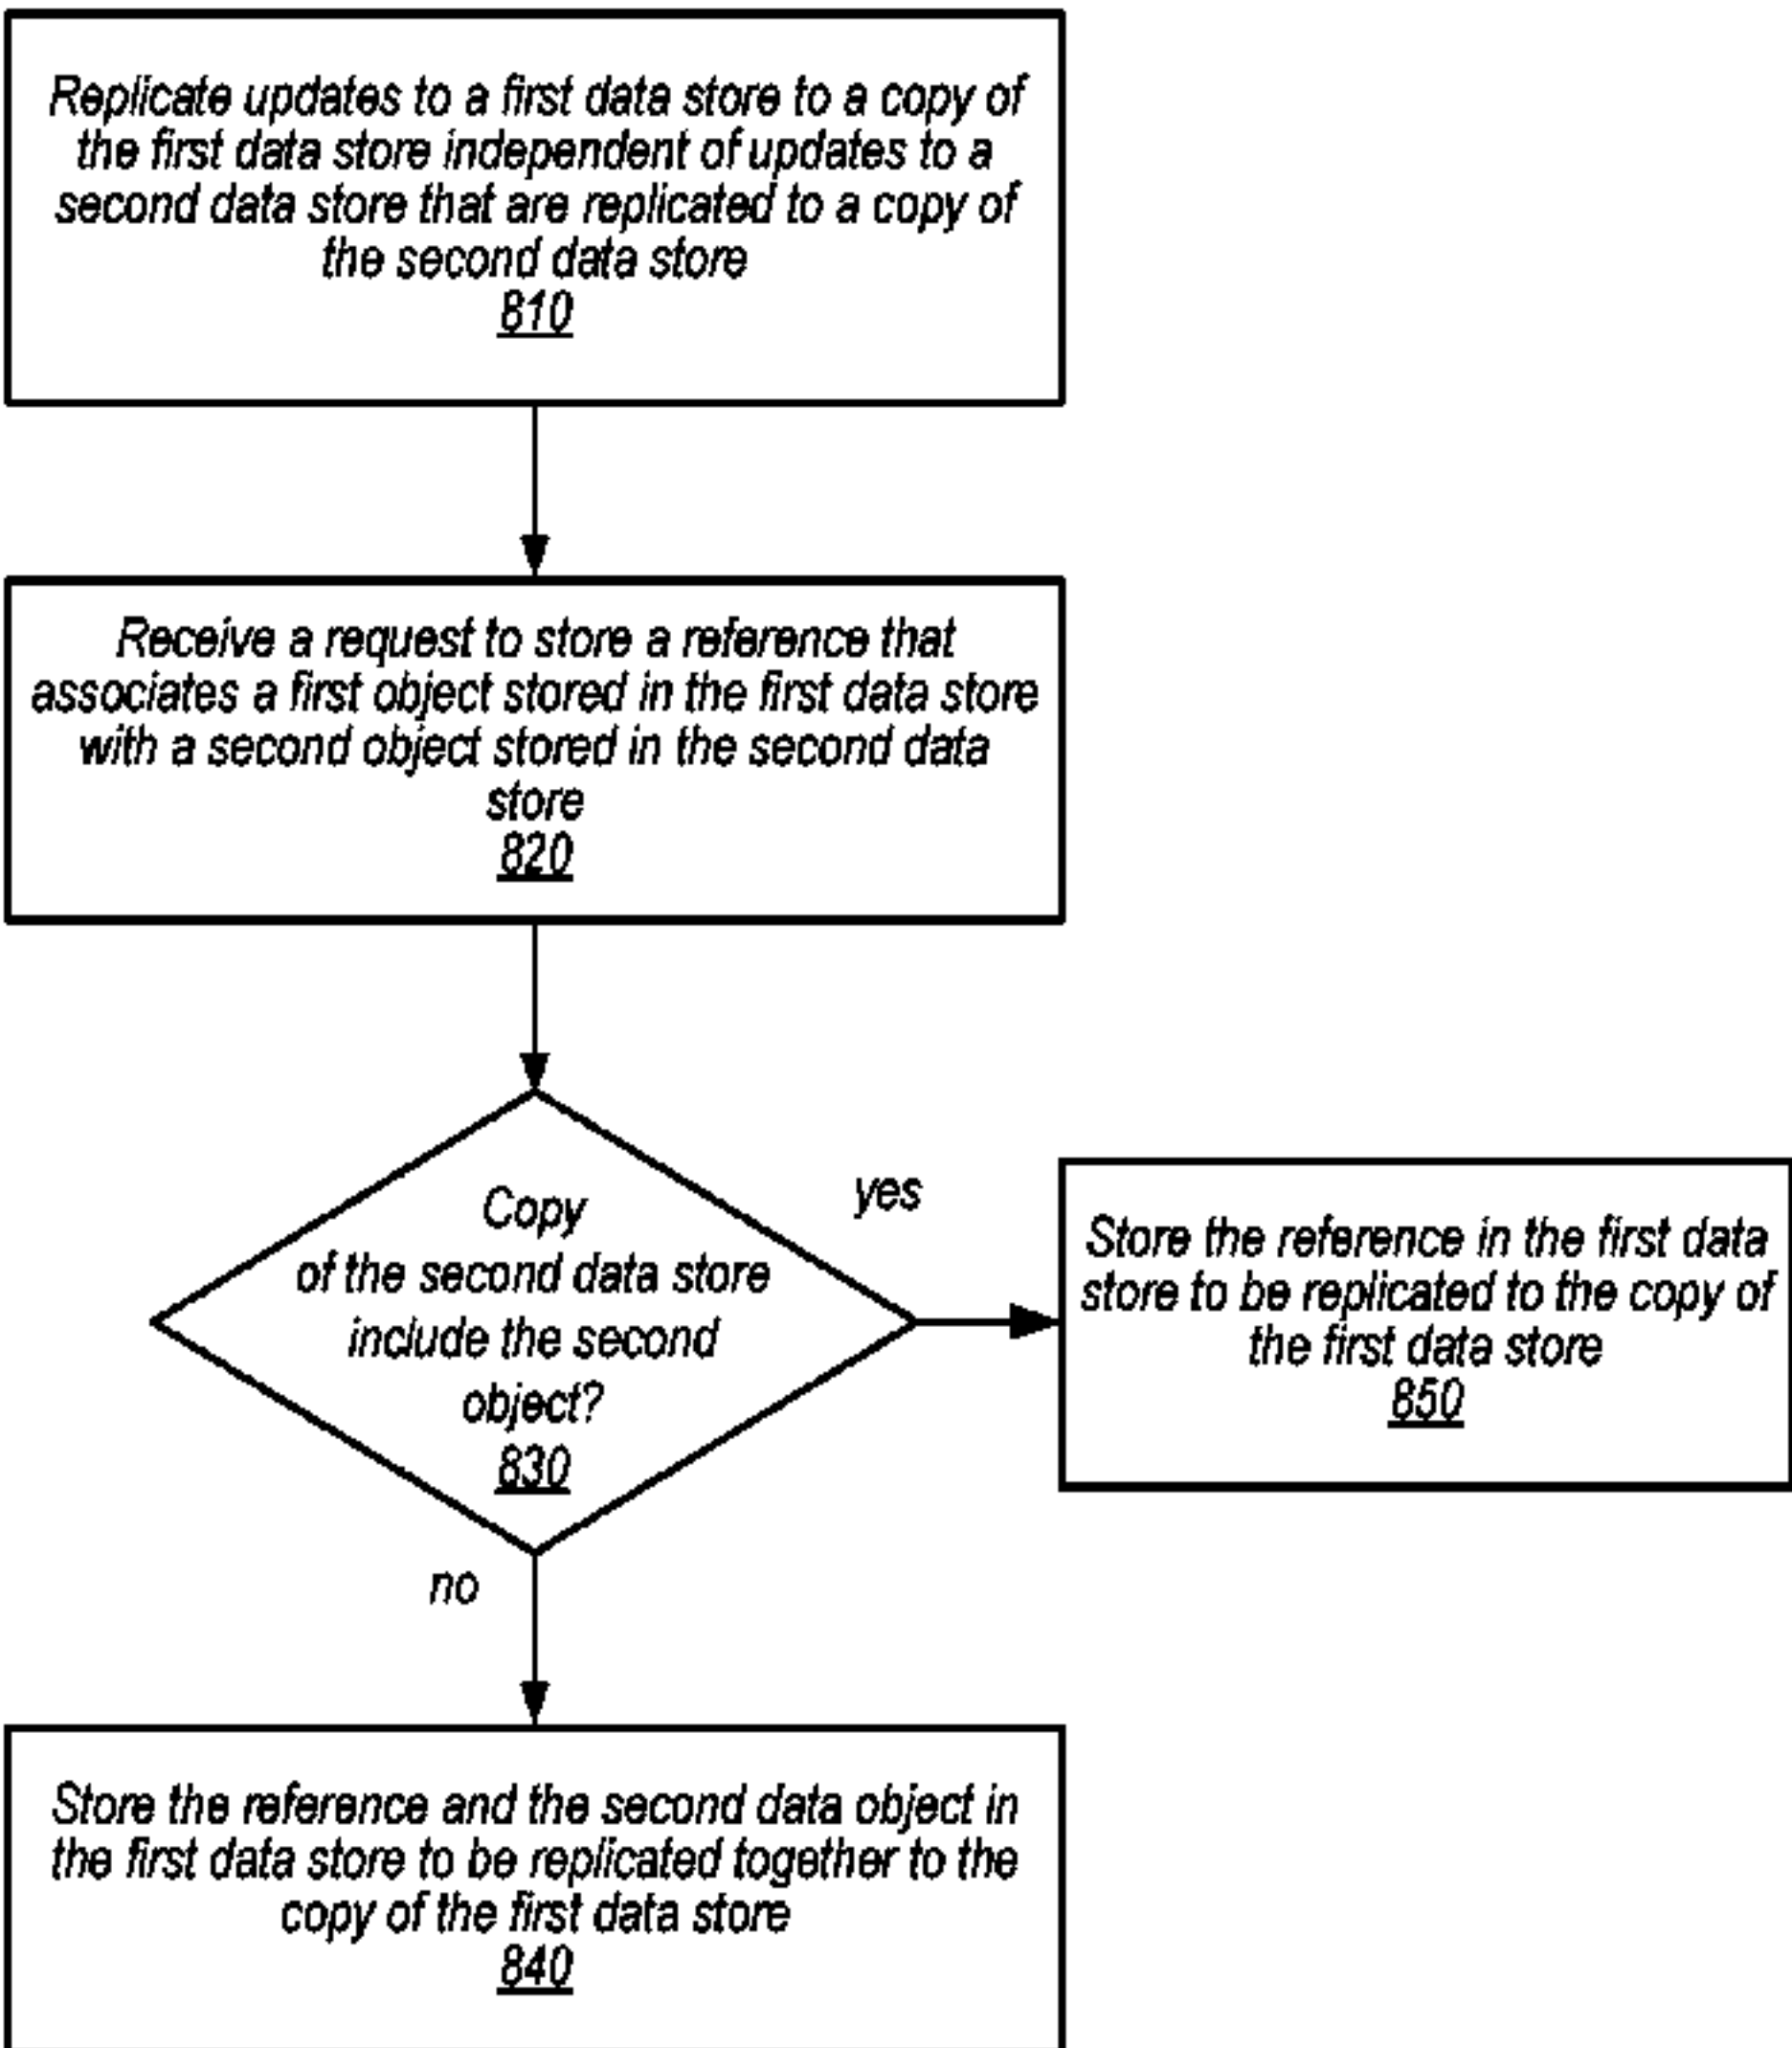 Replicate updates to a first data store to a copy of
the first data store independent of updates to a
second data store that are replicated to a copy of
the second data store
810
Receive a request to store a reference that
associates a first object stored in the first data store
with a second object stored in the second data
store
820
Copy
of the second data store
include the second
object?
830
yes
Store the reference in the first data
store to be replicated to the copy of
the first data store
850
no
Store the reference and the second data object in
the first data store to be replicated together to the
copy of the first data store
840